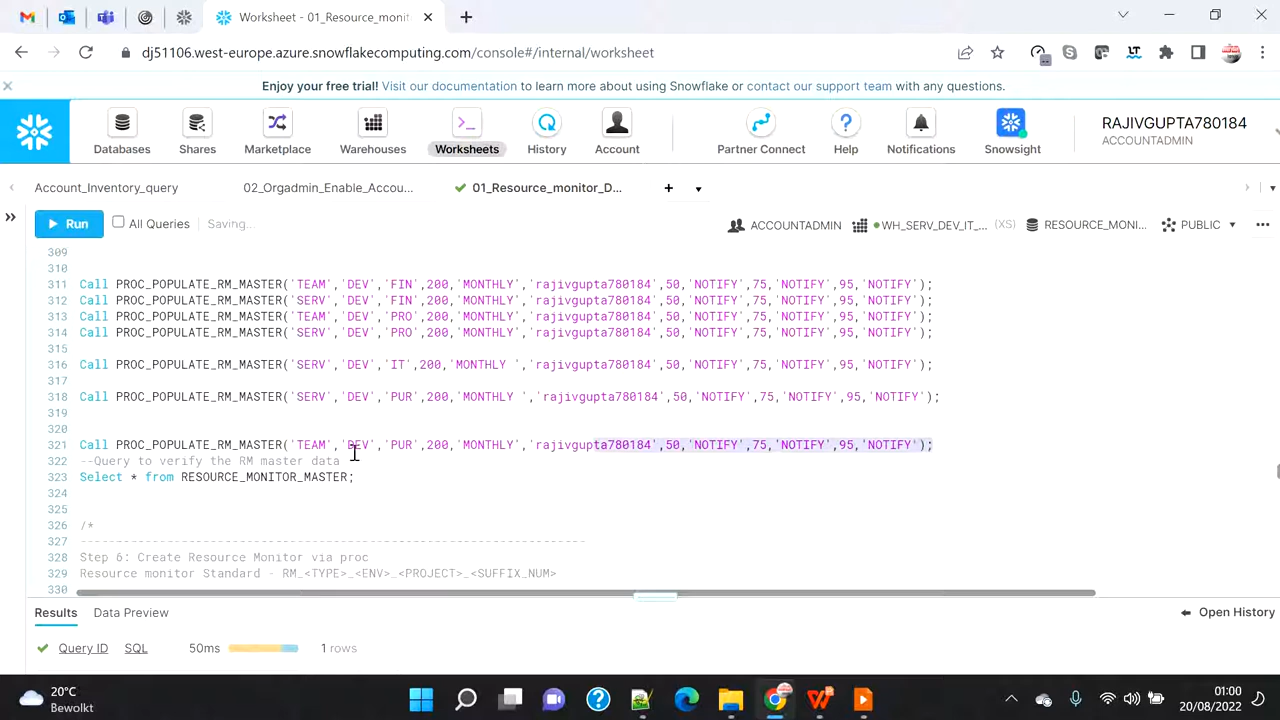 Worksheet - 01_Resource_monit
dj51106.west-europe.azure.snowflakecomputing.com/console#/internal/worksheet
Enjoy your free trial! Visit our documentation to learn more about using Snowflake or contact our support team with any questions.
Databases
Shares
Marketplace
Warehouses
Worksheets
History
Account
Partner Connect
Help
Notifications
Snowsight
RAJIVGUPTA780184
ACCOUNTADMIN
Account_Inventory_query
02_Orgadmin_Enable_Accou...
01_Resource_monitor_D...
Run
All Queries
Saving...
ACCOUNTADMIN
WH_SERV_DEV_IT_...
(XS)
RESOURCE_MONI...
PUBLIC
309
310
311 Call PROC_POPULATE_RM_MASTER('TEAM','DEV','FIN',200,'MONTHLY','rajivgupta780184',50,'NOTIFY',75,'NOTIFY',95,'NOTIFY');
312 Call PROC_POPULATE_RM_MASTER('SERV','DEV','FIN',200,'MONTHLY','rajivgupta780184',50,'NOTIFY',75,'NOTIFY',95,'NOTIFY');
313 Call PROC_POPULATE_RM_MASTER('TEAM','DEV','PRO',200,'MONTHLY','rajivgupta780184',50,'NOTIFY',75,'NOTIFY',95,'NOTIFY');
314 Call PROC_POPULATE_RM_MASTER('SERV','DEV','PRO',200,'MONTHLY','rajivgupta780184',50,'NOTIFY',75,'NOTIFY',95,'NOTIFY');
315
316 Call PROC_POPULATE_RM_MASTER('SERV','DEV','IT',200,'MONTHLY ','rajivgupta780184',50,'NOTIFY',75,'NOTIFY',95,'NOTIFY');
317
318 Call PROC_POPULATE_RM_MASTER('SERV','DEV','PUR',200,'MONTHLY ','rajivgupta780184',50,'NOTIFY',75,'NOTIFY',95,'NOTIFY');
319
320
321 Call PROC_POPULATE_RM_MASTER('TEAM','DEV','PUR',200,'MONTHLY','rajivgupta780184',50,'NOTIFY',75,'NOTIFY',95,'NOTIFY');
322 --Query to verify the RM master data
323 Select * from RESOURCE_MONITOR_MASTER;
324
325
326 /*
327 ----------------------------------------------------------------------
328 Step 6: Create Resource Monitor via proc
329 Resource monitor Standard - RM_<TYPE>_<ENV>_<PROJECT>_<SUFFIX_NUM>
330
Results
Data Preview
Open History
Query ID
SQL
50ms
1 rows
20°C
Bewolkt
01:00
20/08/2022